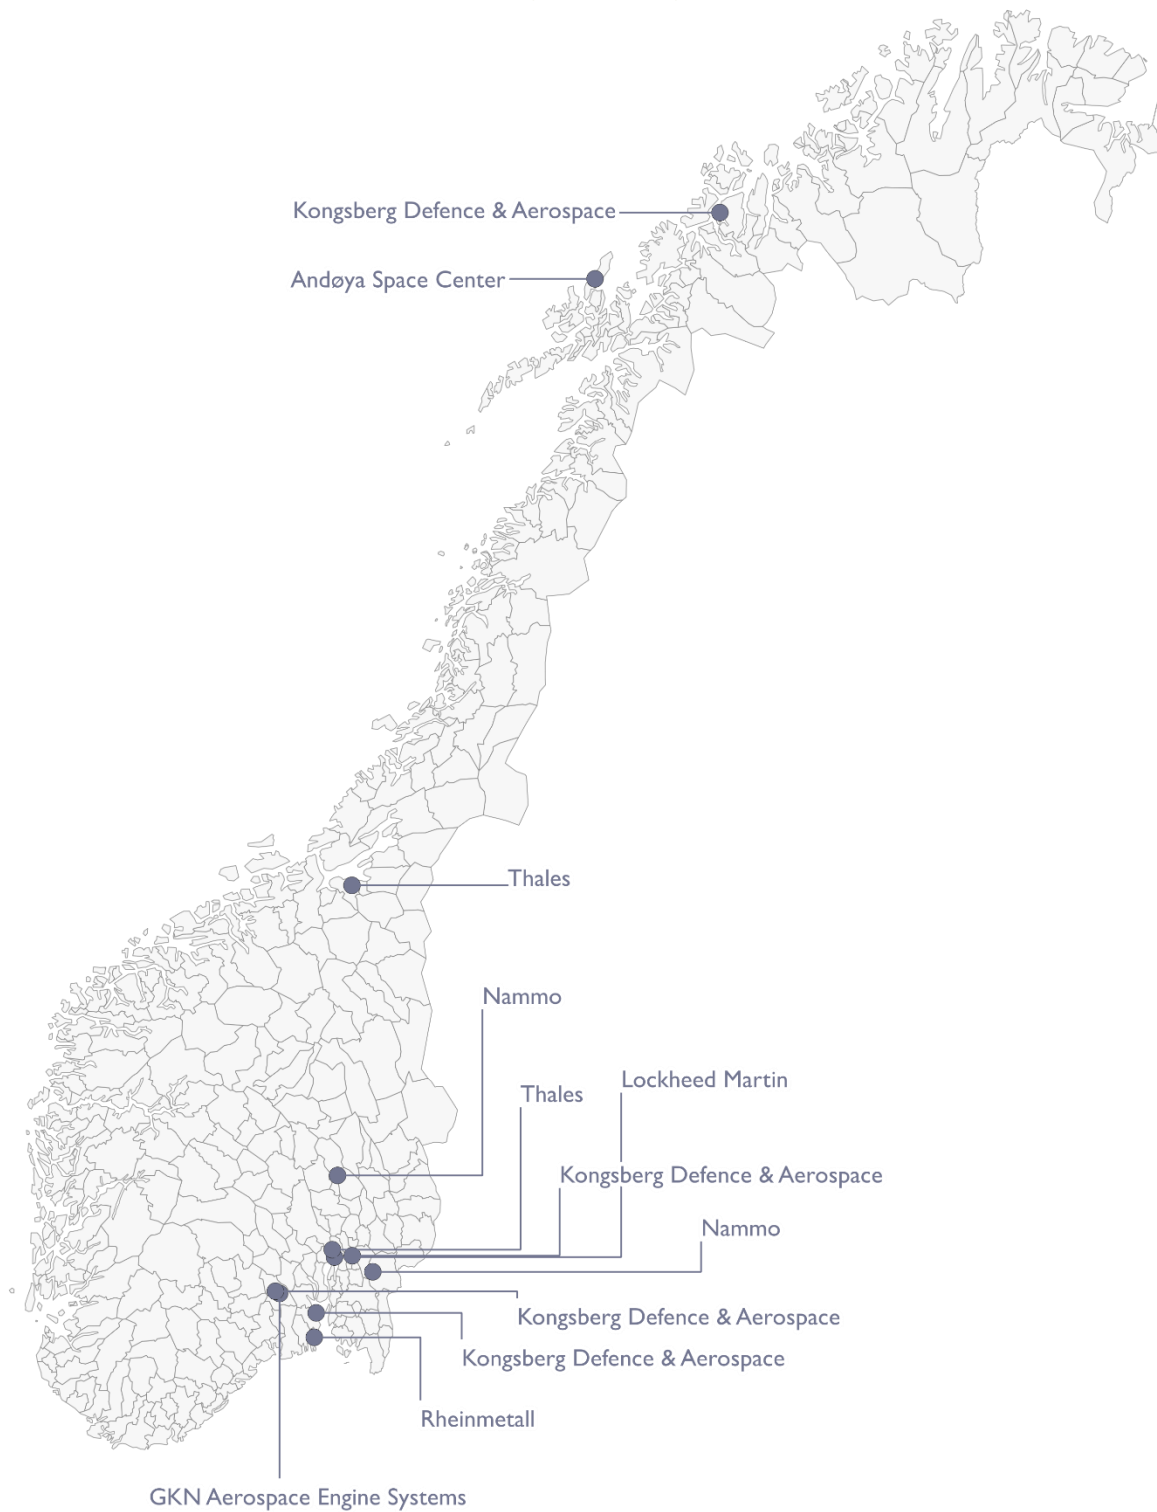 Kongsberg Defence & Aerospace
Andøya Space Center
Thales
Nammo
Lockheed Martin
Thales
Kongsberg Defence & Aerospace
Nammo
Kongsberg Defence & Aerospace
Kongsberg Defence & Aerospace
Rheinmetall
GKN Aerospace Engine Systems